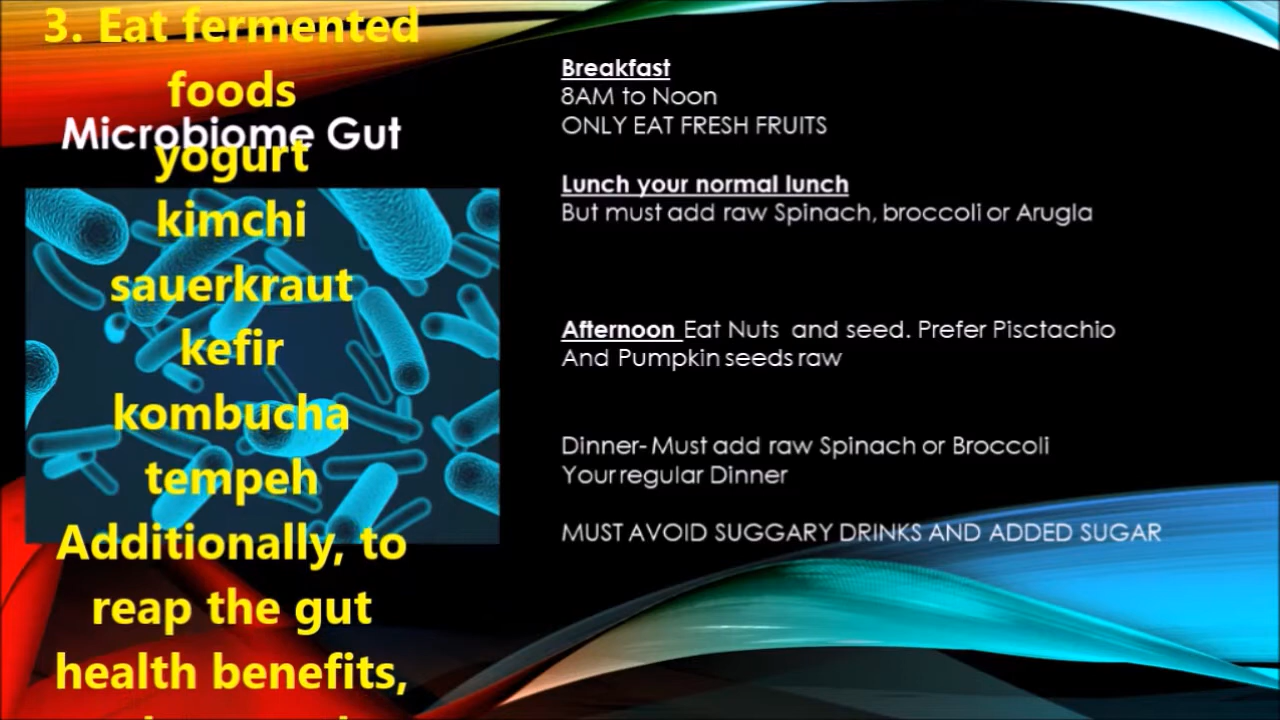 3. Eat fermented
foods
Microbiome Gut
yogurt
kimchi
sauerkraut
kefir
kombucha
tempeh
Additionally, to
reap the gut
health benefits,
Breakfast
8AM to Noon
ONLY EAT FRESH FRUITS
Lunch your normal lunch
But must add raw Spinach, broccoli or Arugla
Afternoon Eat Nuts and seed. Prefer Pisctachio
And Pumpkin seeds raw
Dinner- Must add raw Spinach or Broccoli
Your regular Dinner
MUST AVOID SUGGARY DRINKS AND ADDED SUGAR